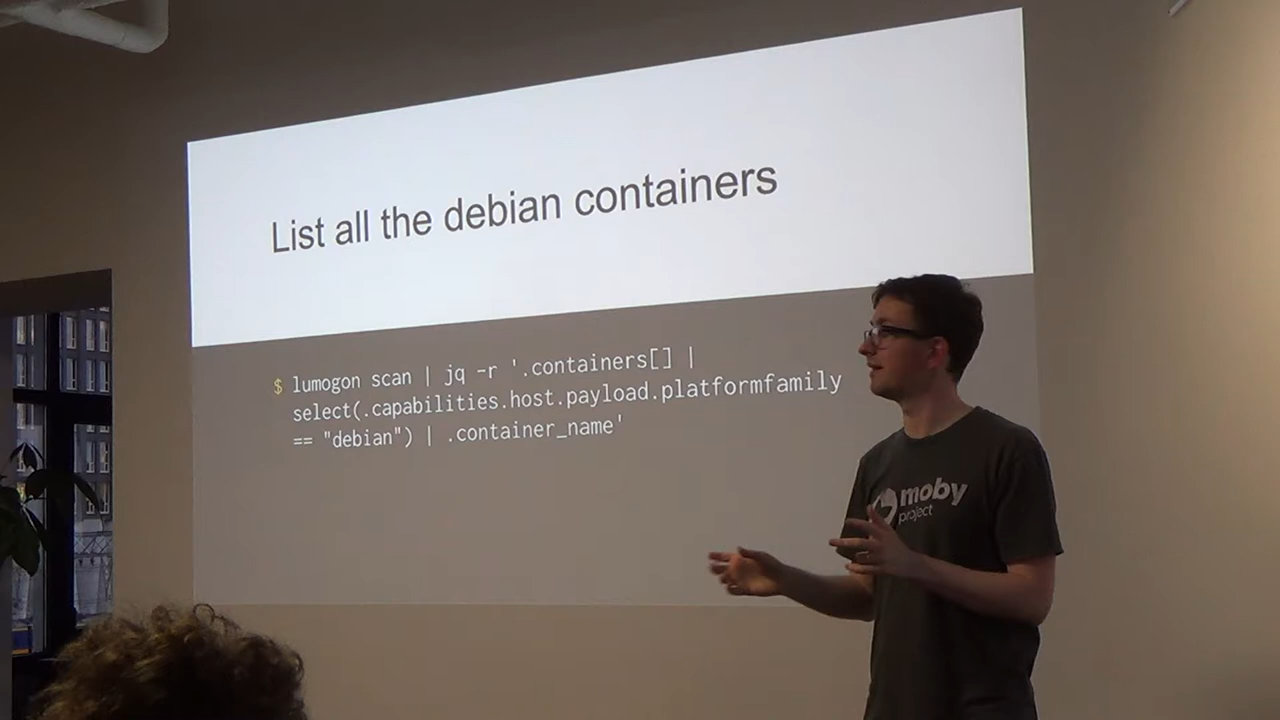 List all the debian containers
$ lumogon scan | jq -r '.containers[] |
select(.capabilities.host.payload.platformfamily
== "debian") | .container_name'
moby
project